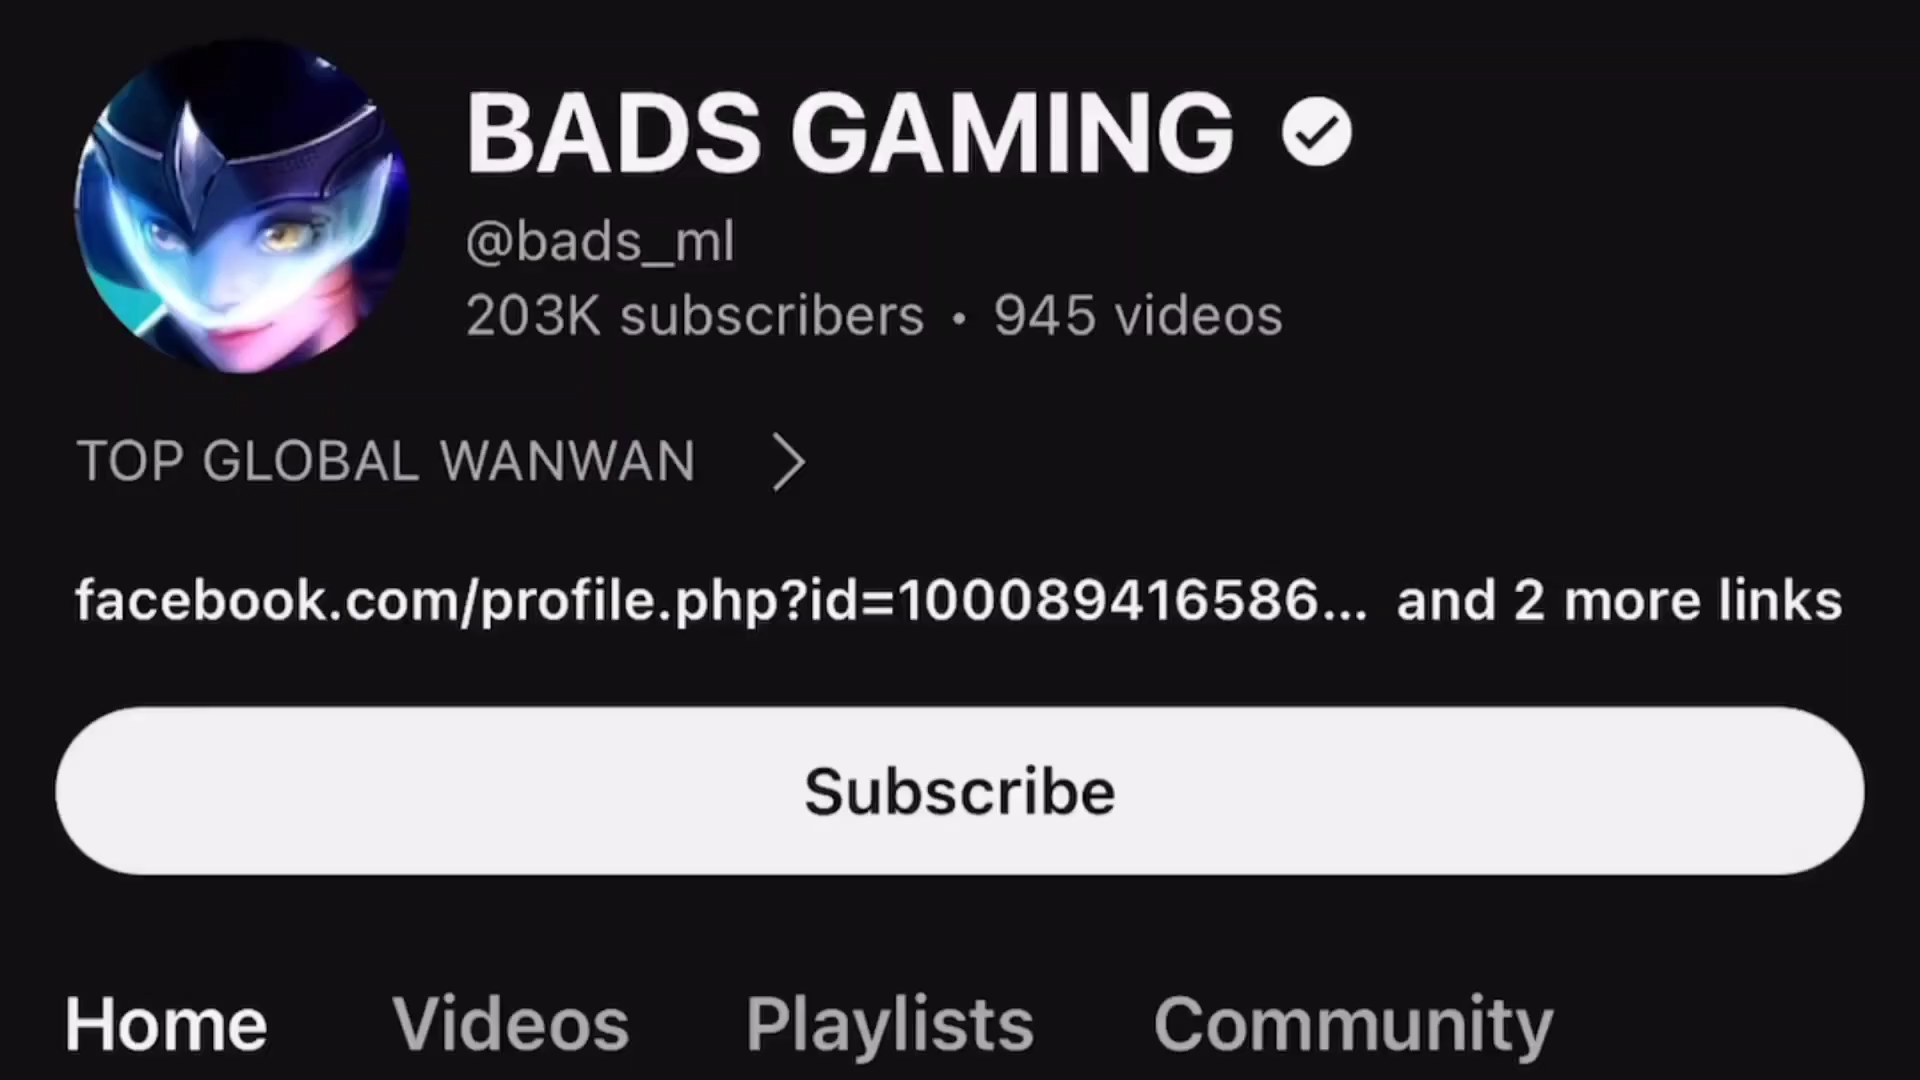 BADS GAMING
@bads_ml
203K subscribers • 945 videos
TOP GLOBAL WANWAN
facebook.com/profile.php?id=100089416586... and 2 more links
Subscribe
Home Videos Playlists Community